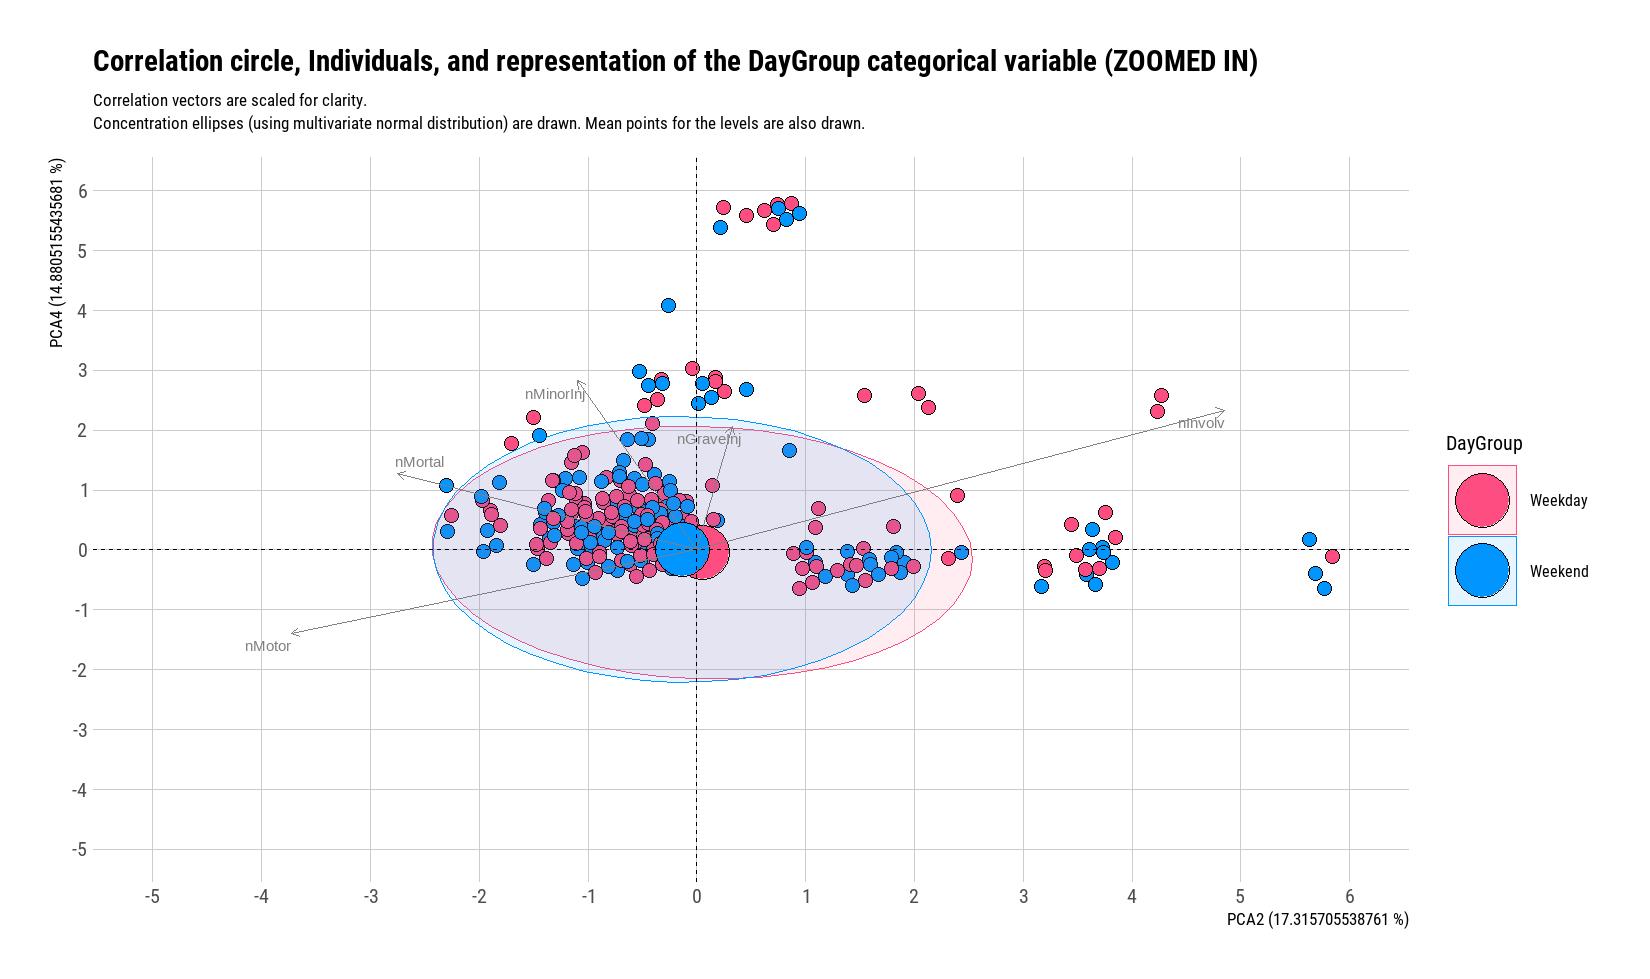 Correlation circle, Individuals, and representation of the DayGroup categorical variable (ZOOMED IN)
Correlation vectors are scaled for clarity.
Concentration ellipses (using multivariate normal distribution) are drawn. Mean points for the levels are also drawn.
PCA4 (14.8805155435681 %)
6
5
4
3
2
1
0
-1
-2
-3
-4
-5
nMinorInj
nInvolv
nGraveInj
nMortal
nMotor
-5
-4
-3
-2
-1
0
1
2
3
4
5
6
PCA2 (17.315705538761 %)
DayGroup
Weekday
Weekend